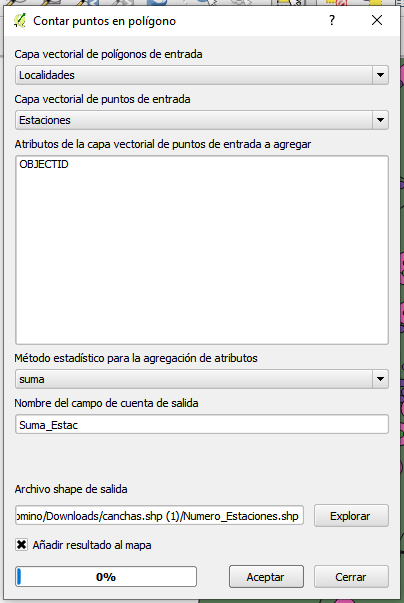 Contar puntos en polígono
?
Capa vectorial de polígonos de entrada
Localidades
Capa vectorial de puntos de entrada
Estaciones
Atributos de la capa vectorial de puntos de entrada a agregar
OBJECTID
Método estadístico para la agregación de atributos
suma
Nombre del campo de cuenta de salida
Suma_Estac
Archivo shape de salida
omino/Downloads/canchas.shp (1)/Numero_Estaciones.shp
Explorar
Añadir resultado al mapa
0%
Aceptar
Cerrar